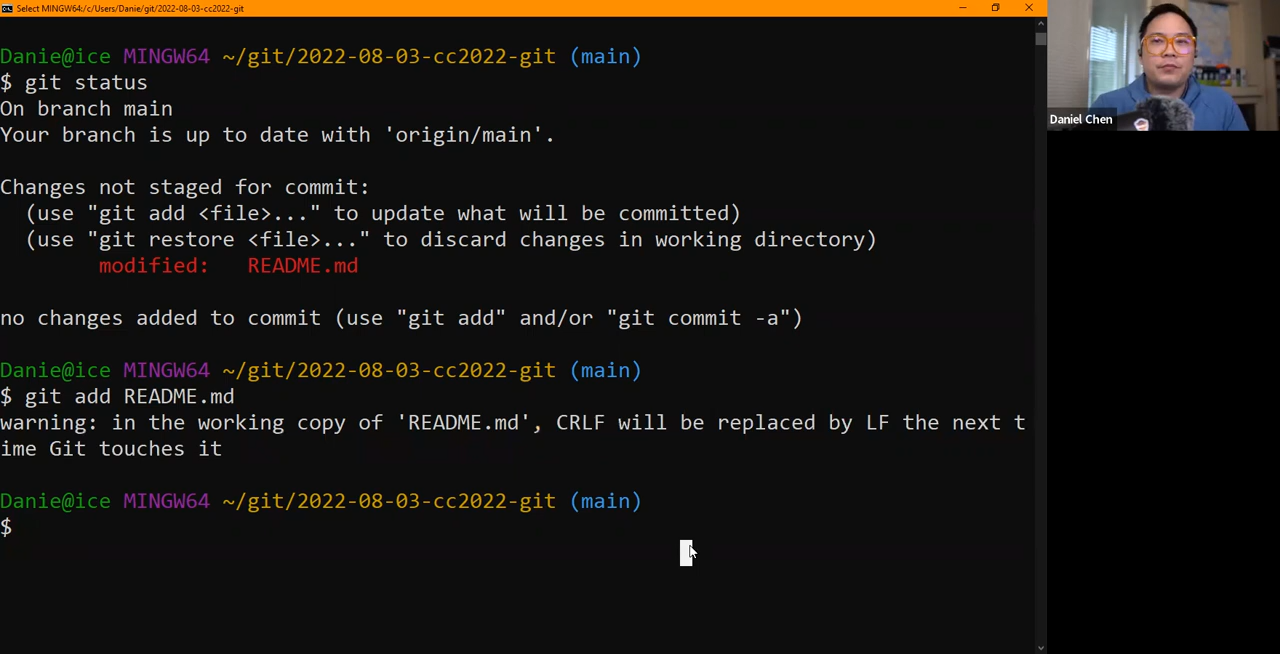 Select MINGW64:/c/Users/Danie/git/2022-08-03-cc2022-git
Danie@ice MINGW64 ~/git/2022-08-03-cc2022-git (main)
$ git status
On branch main
Your branch is up to date with 'origin/main'.
Changes not staged for commit:
(use "git add <file>..." to update what will be committed)
(use "git restore <file>..." to discard changes in working directory)
modified: README.md
no changes added to commit (use "git add" and/or "git commit -a")
Danie@ice MINGW64 ~/git/2022-08-03-cc2022-git (main)
$ git add README.md
warning: in the working copy of 'README.md', CRLF will be replaced by LF the next t
ime Git touches it
Danie@ice MINGW64 ~/git/2022-08-03-cc2022-git (main)
$
Daniel Chen